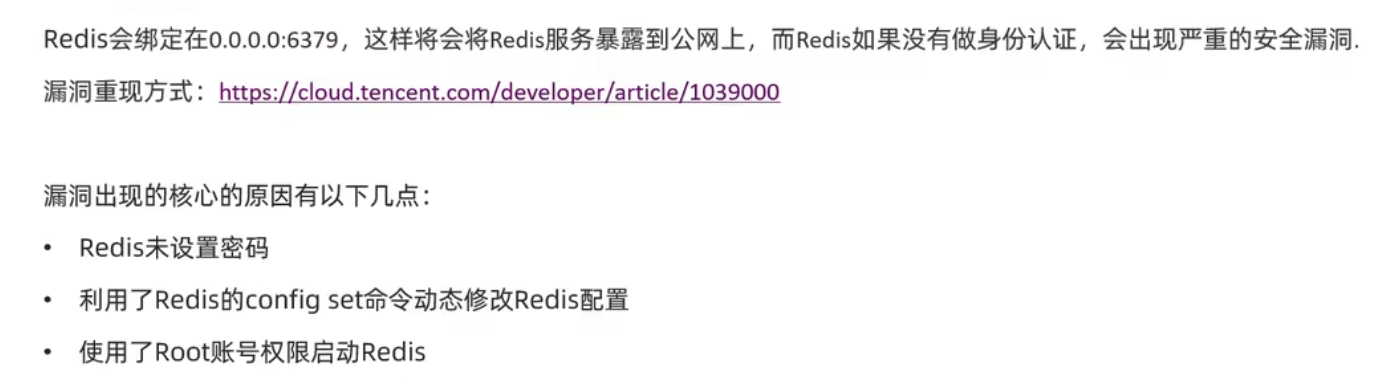 Redis会绑定在0.0.0.0:6379，这样将会将Redis服务暴露到公网上，而Redis如果没有做身份认证，会出现严重的安全漏洞.
漏洞重现方式：https://cloud.tencent.com/developer/article/1039000
漏洞出现的核心的原因有以下几点：
• Redis未设置密码
• 利用了Redis的config set命令动态修改Redis配置
• 使用了Root账号权限启动Redis